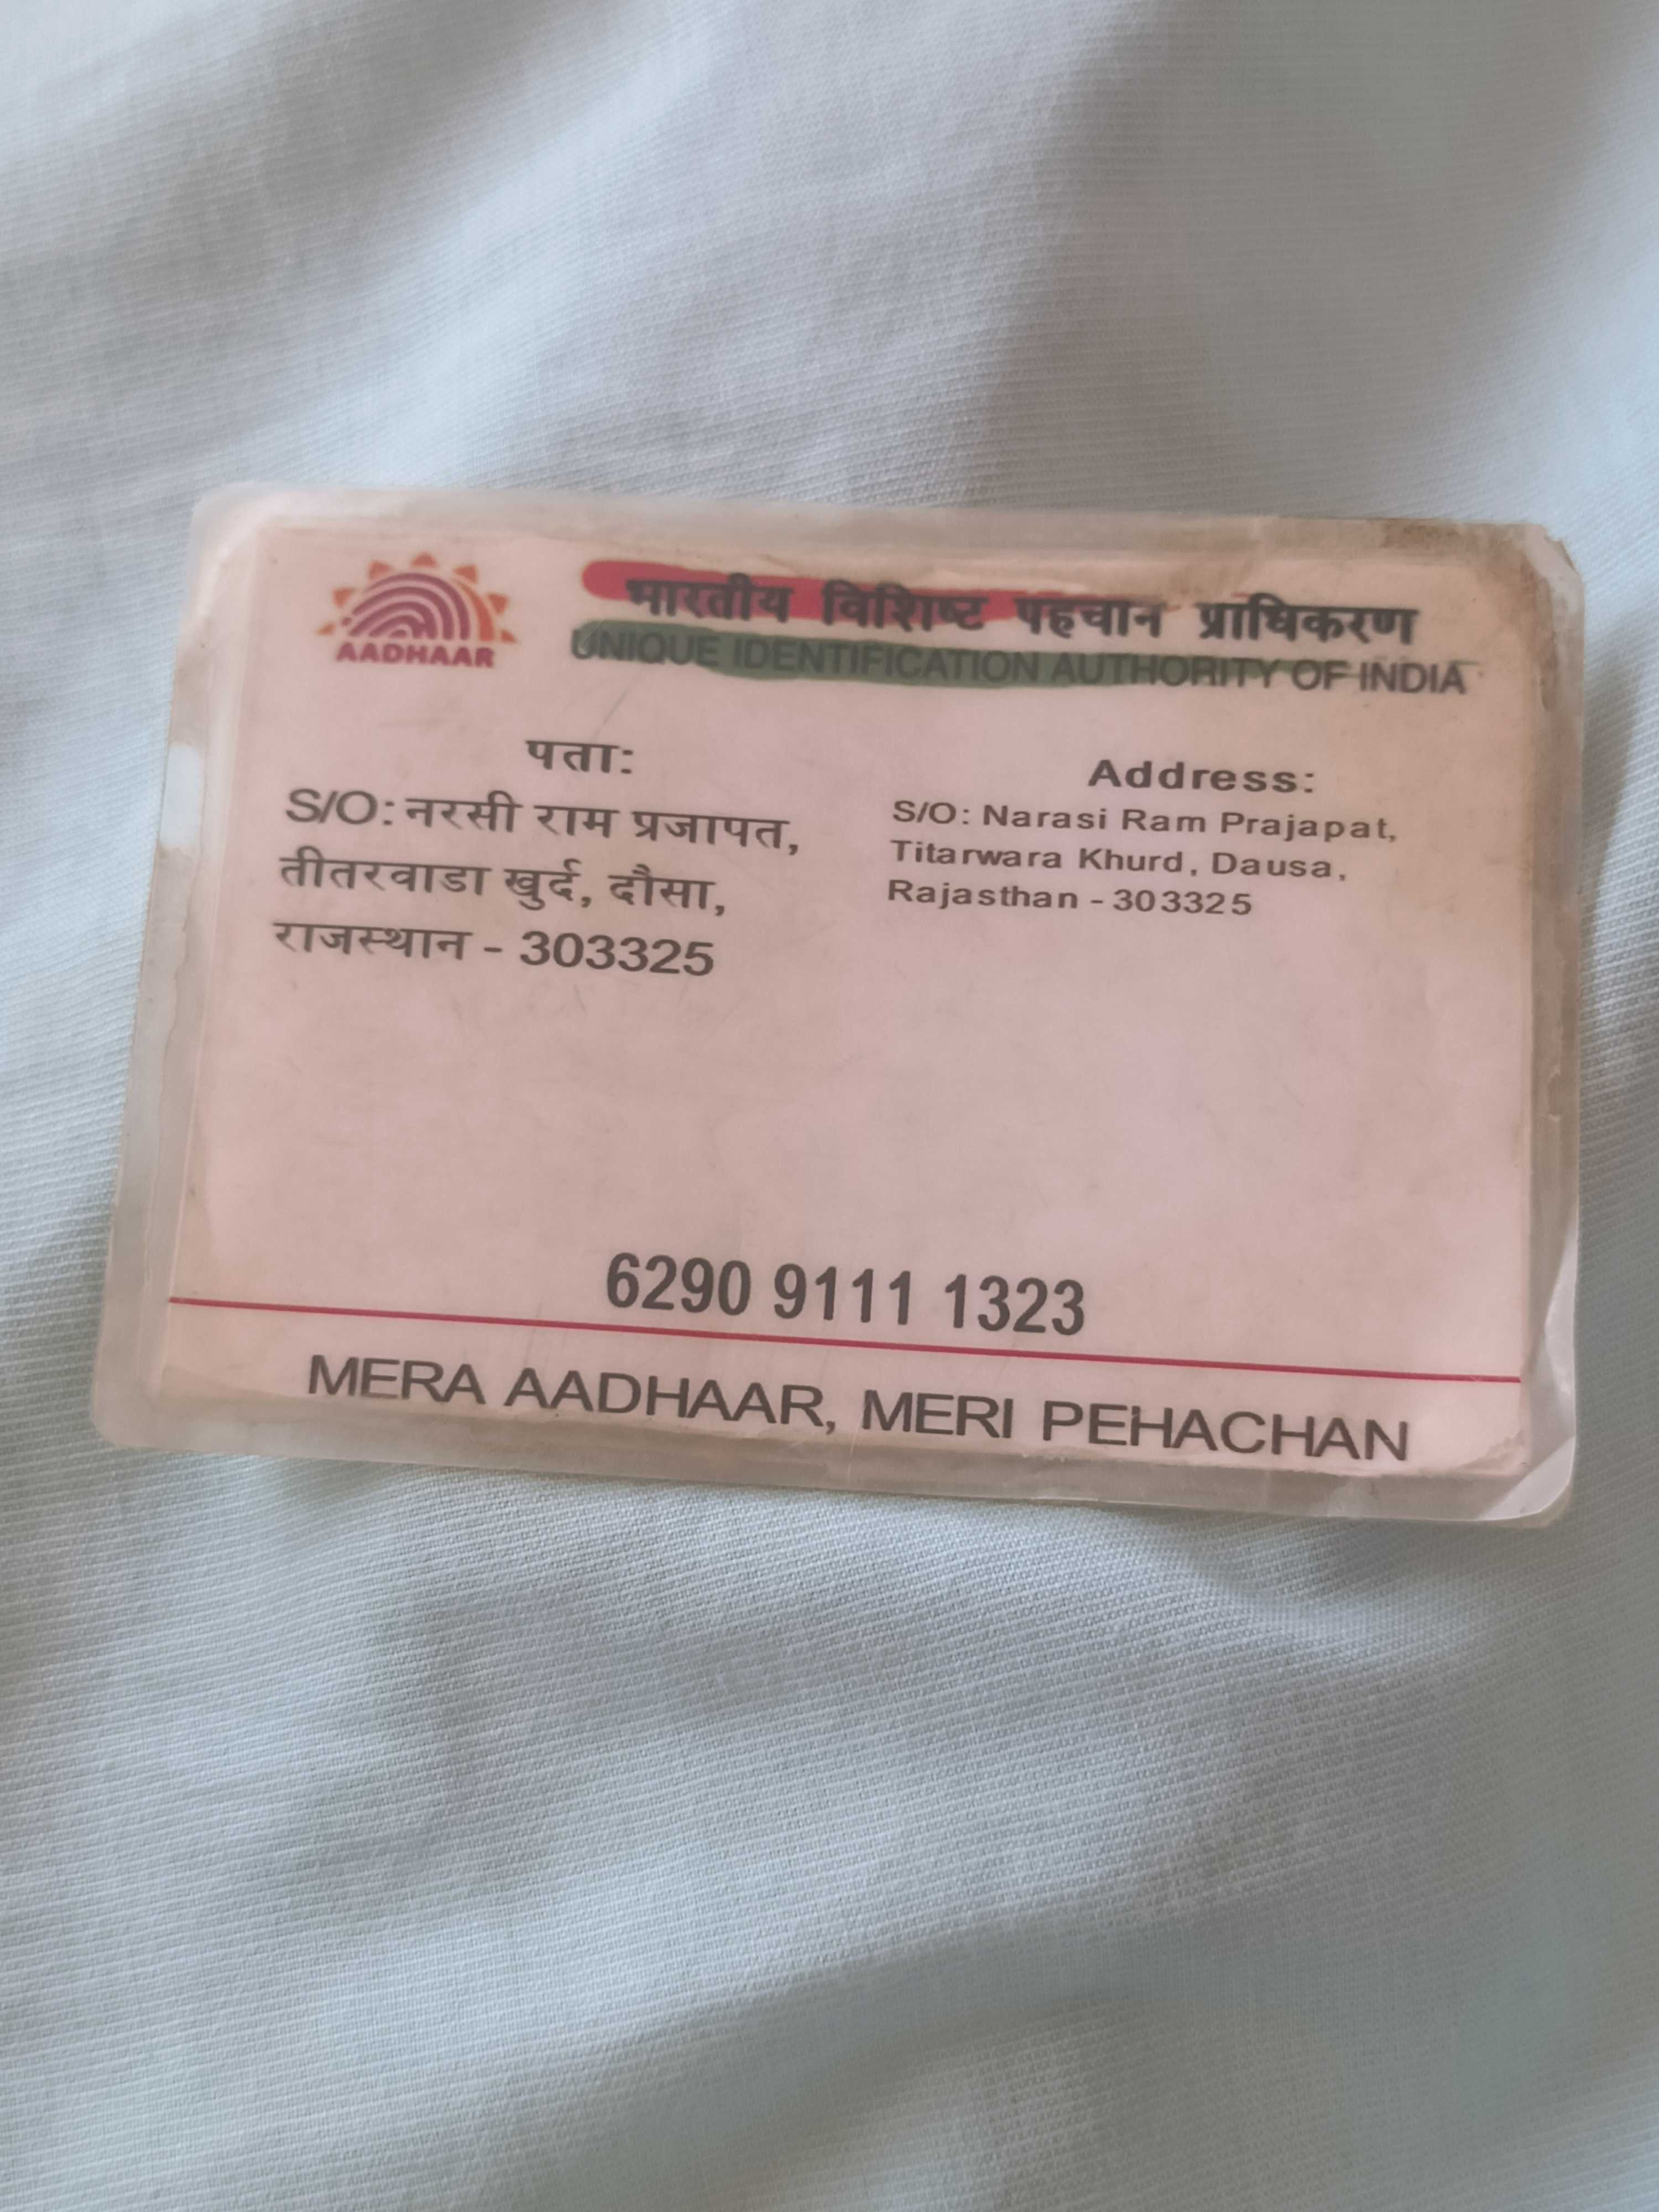 AADHAAR
भारतीय विशिष्ट पहचान प्राधिकरण
UNIQUE IDENTIFICATION AUTHORITY OF INDIA
पता:
S/O: नरसी राम प्रजापत,
तीतरवाडा खुर्द, दौसा,
राजस्थान - 303325
Address:
S/O: Narasi Ram Prajapat,
Titarwara Khurd, Dausa,
Rajasthan - 303325
6290 9111 1323
MERA AADHAAR, MERI PEHACHAN